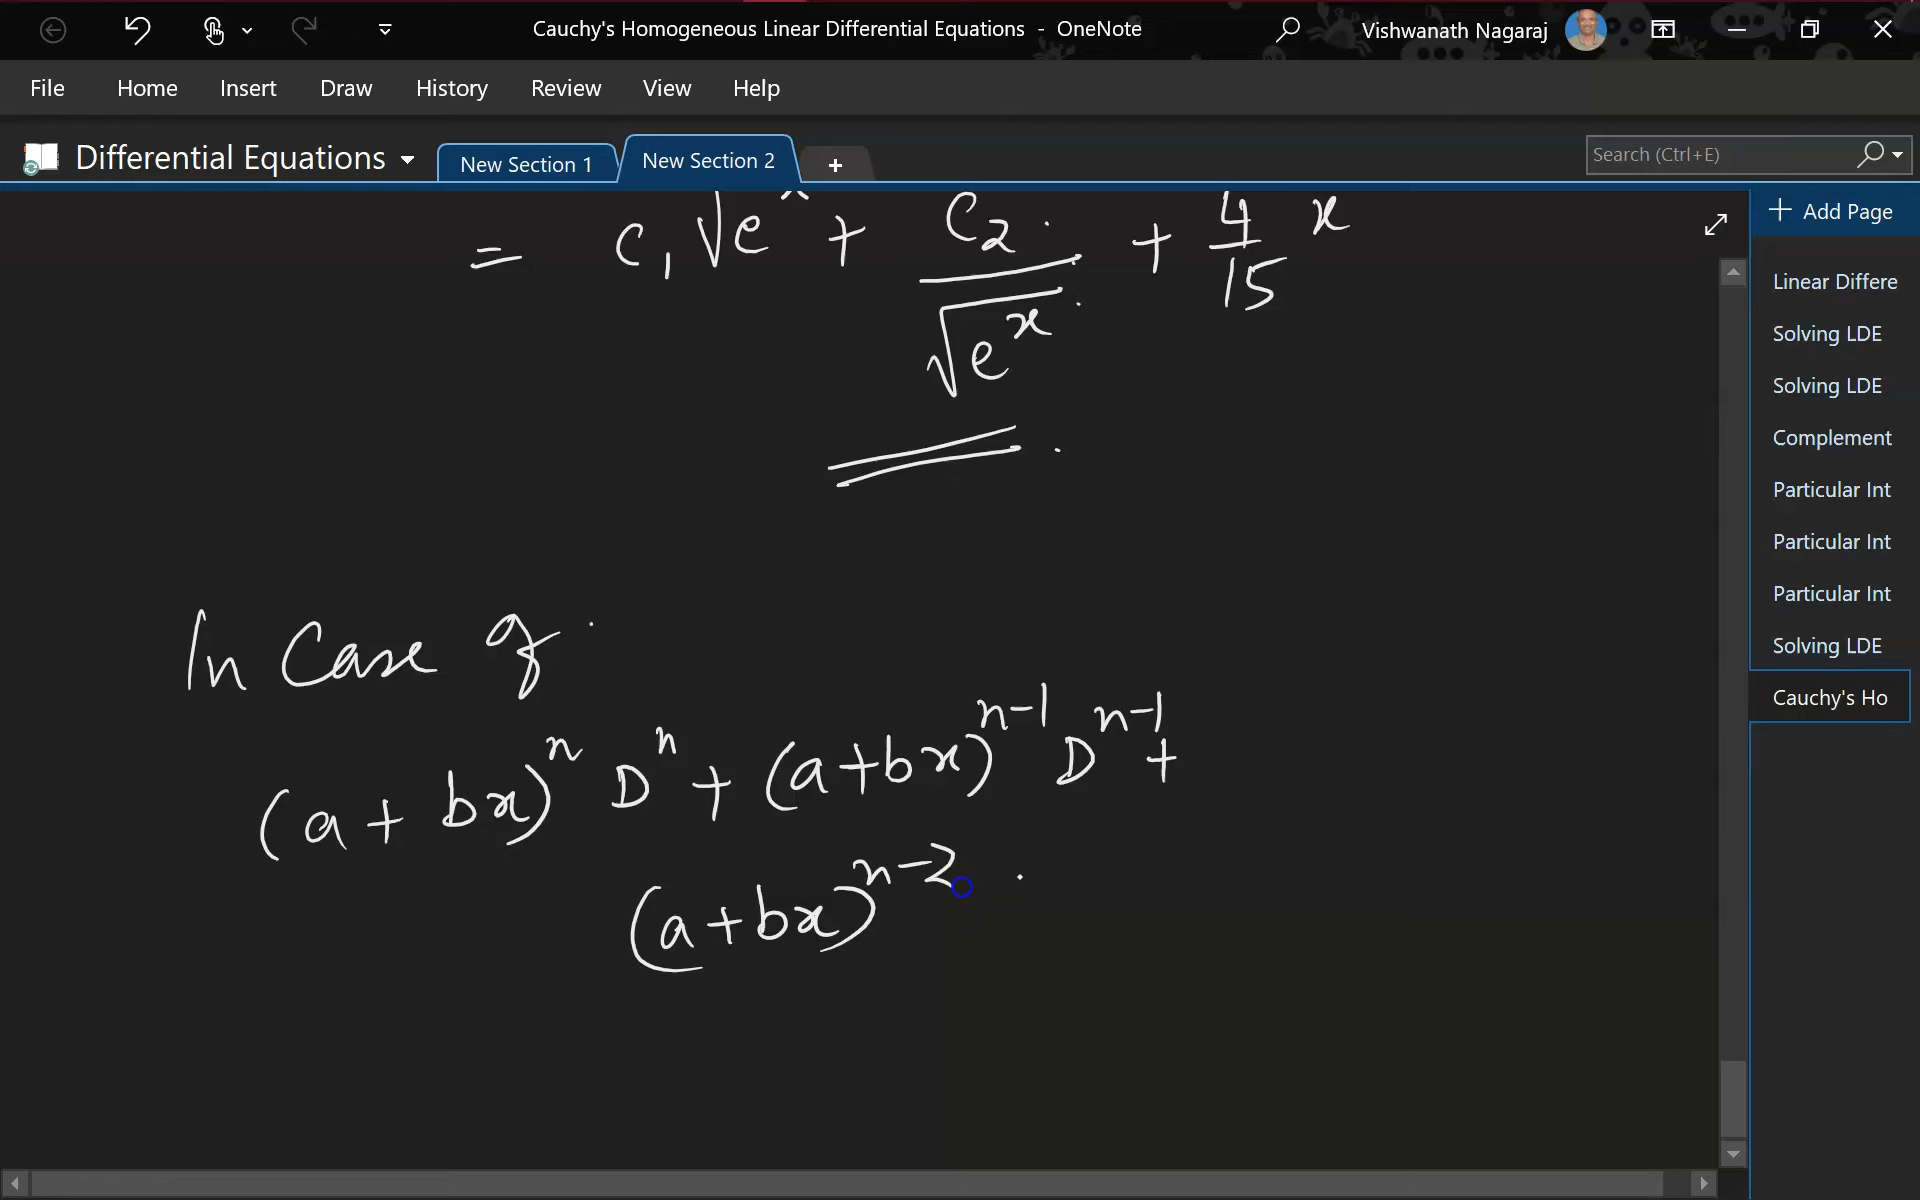 Cauchy's Homogeneous Linear Differential Equations - OneNote
Vishwanath Nagaraj
File Home Insert Draw History Review View Help
Differential Equations
New Section 1
New Section 2
+
Search (Ctrl+E)
+ Add Page
Linear Differe
Solving LDE
Solving LDE
Complement
Particular Int
Particular Int
Particular Int
Solving LDE
Cauchy's Ho
= C₁ √e^x + C₂ / √e^x + 4/15 x
In Case of
(a + bx)^n D^n + (a+bx)^{n-1} D^{n-1} +
(a+bx)^{n-2}